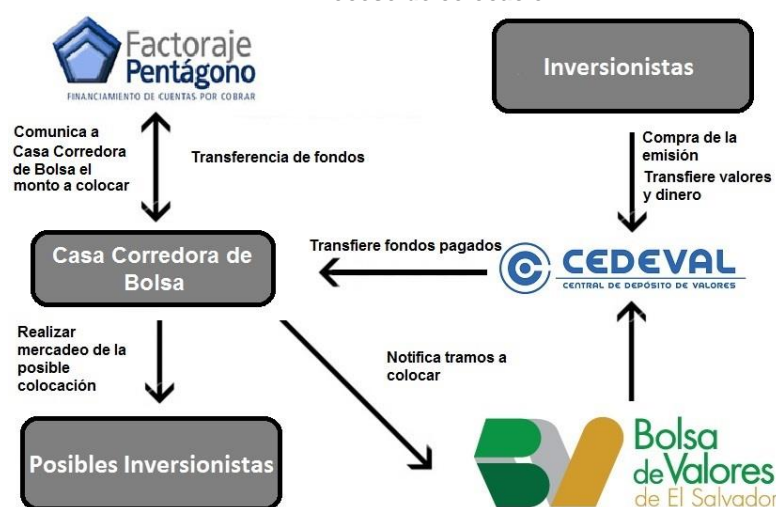 Factoraje
Pentágono
FINANCIAMIENTO DE CUENTAS POR COBRAR
Inversionistas
Comunica a
Casa Corredora
de Bolsa el
monto a colocar
Transferencia de fondos
Compra de la
emisión
Transfiere valores
y dinero
Casa Corredora de
Bolsa
Transfiere fondos pagados
CEDEVAL
CENTRAL DE DEPÓSITO DE VALORES
Realizar
mercadeo de la
posible
colocación
Notifica tramos a
colocar
Posibles Inversionistas
Bolsa
de Valores
de El Salvador